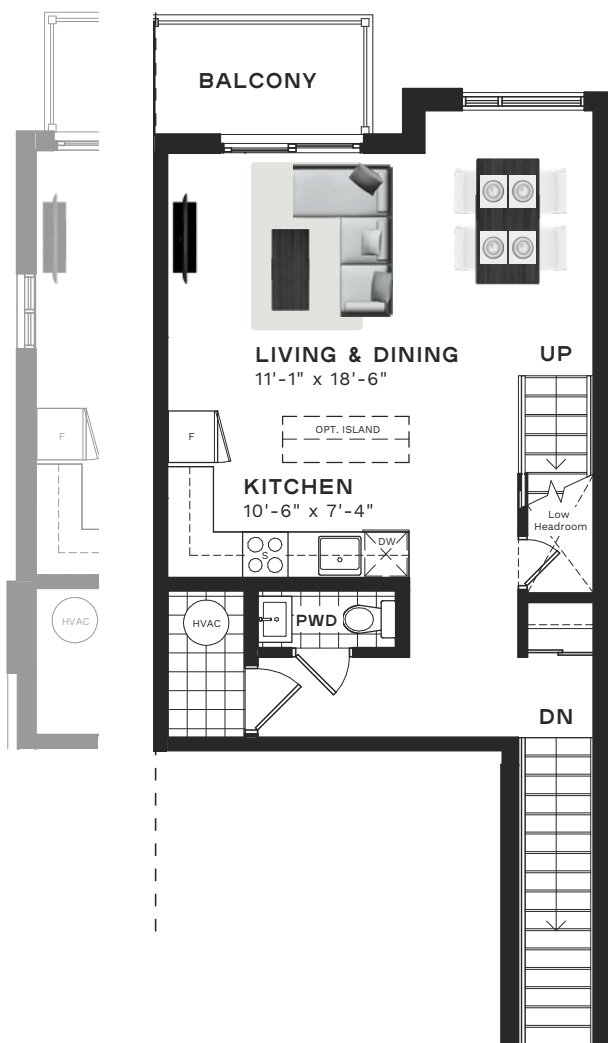 BALCONY
LIVING & DINING
11'-1" x 18'-6"
UP
F
F
OPT. ISLAND
KITCHEN
10'-6" x 7'-4"
Low
Headroom
DW
S
HVAC
HVAC
PWD
DN